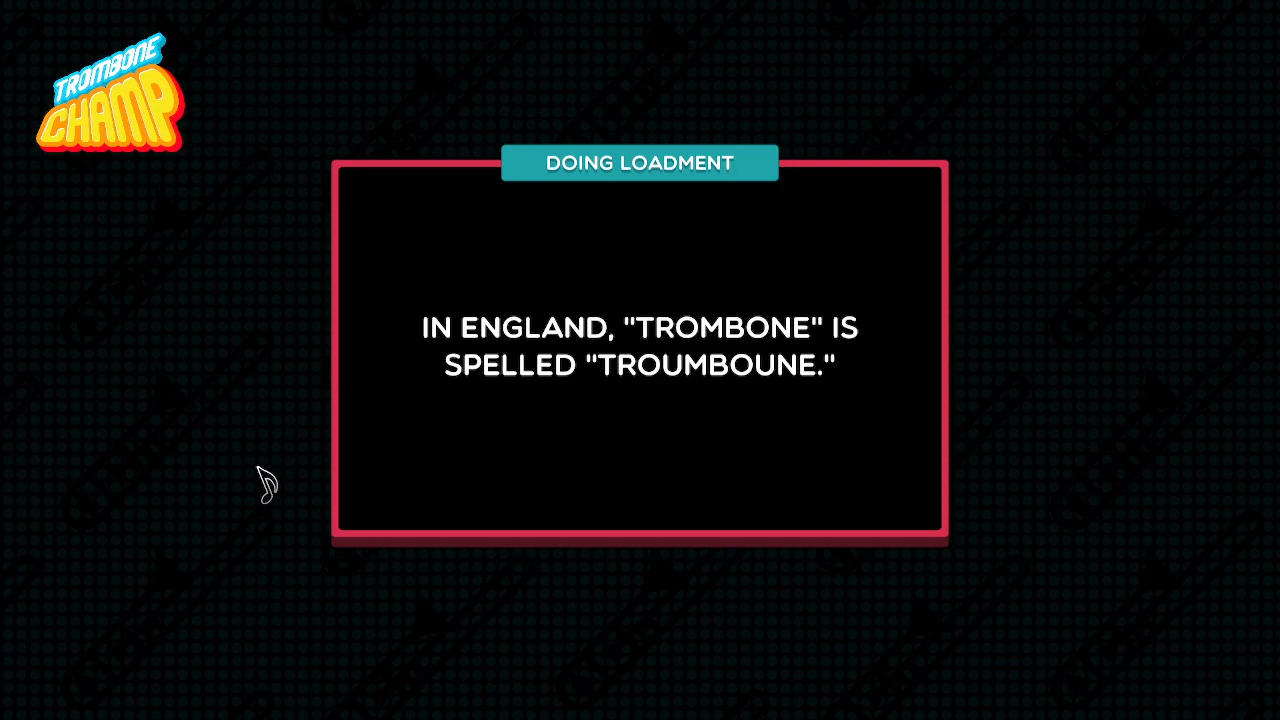 TROMBONE
CHAMP
DOING LOADMENT
IN ENGLAND, "TROMBONE" IS
SPELLED "TROUMBOUNE."